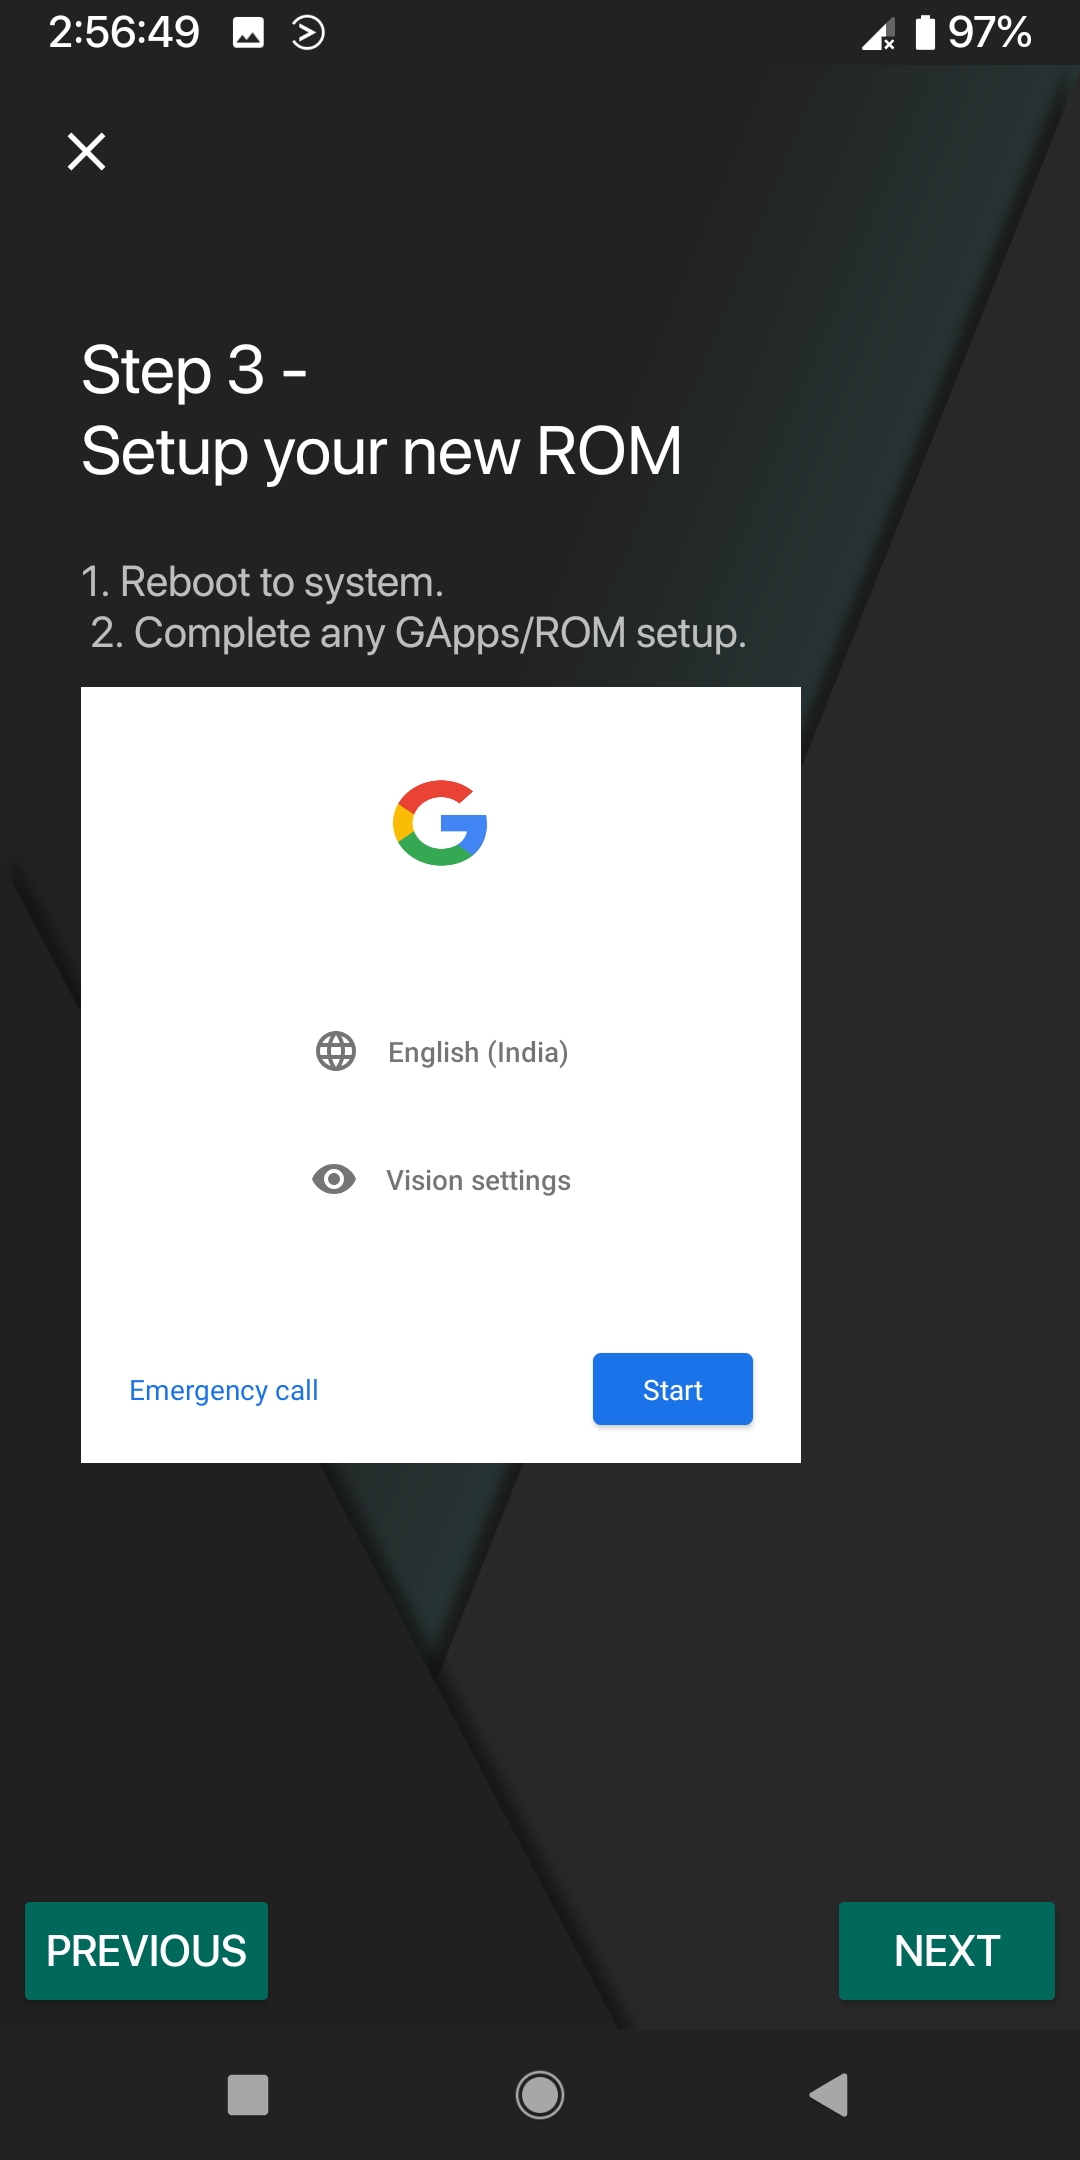 2:56:49
97%
Step 3 -
Setup your new ROM
1. Reboot to system.
2. Complete any GApps/ROM setup.
English (India)
Vision settings
Emergency call
Start
PREVIOUS
NEXT